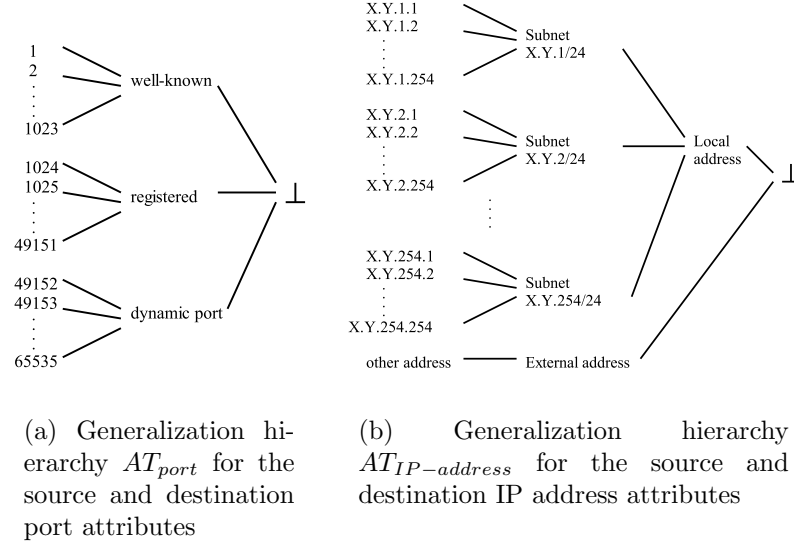 1
2
1023
well-known
1024
1025
49151
registered
49152
49153
65535
dynamic port
⊥
X.Y.1.1
X.Y.1.2
X.Y.1.254
Subnet
X.Y.1/24
X.Y.2.1
X.Y.2.2
X.Y.2.254
Subnet
X.Y.2/24
X.Y.254.1
X.Y.254.2
X.Y.254.254
Subnet
X.Y.254/24
Local
address
other address
External address
⊥
(a) Generalization hi-
erarchy AT_port for the
source and destination
port attributes
(b) Generalization hierarchy
AT_IP−address for the source and
destination IP address attributes